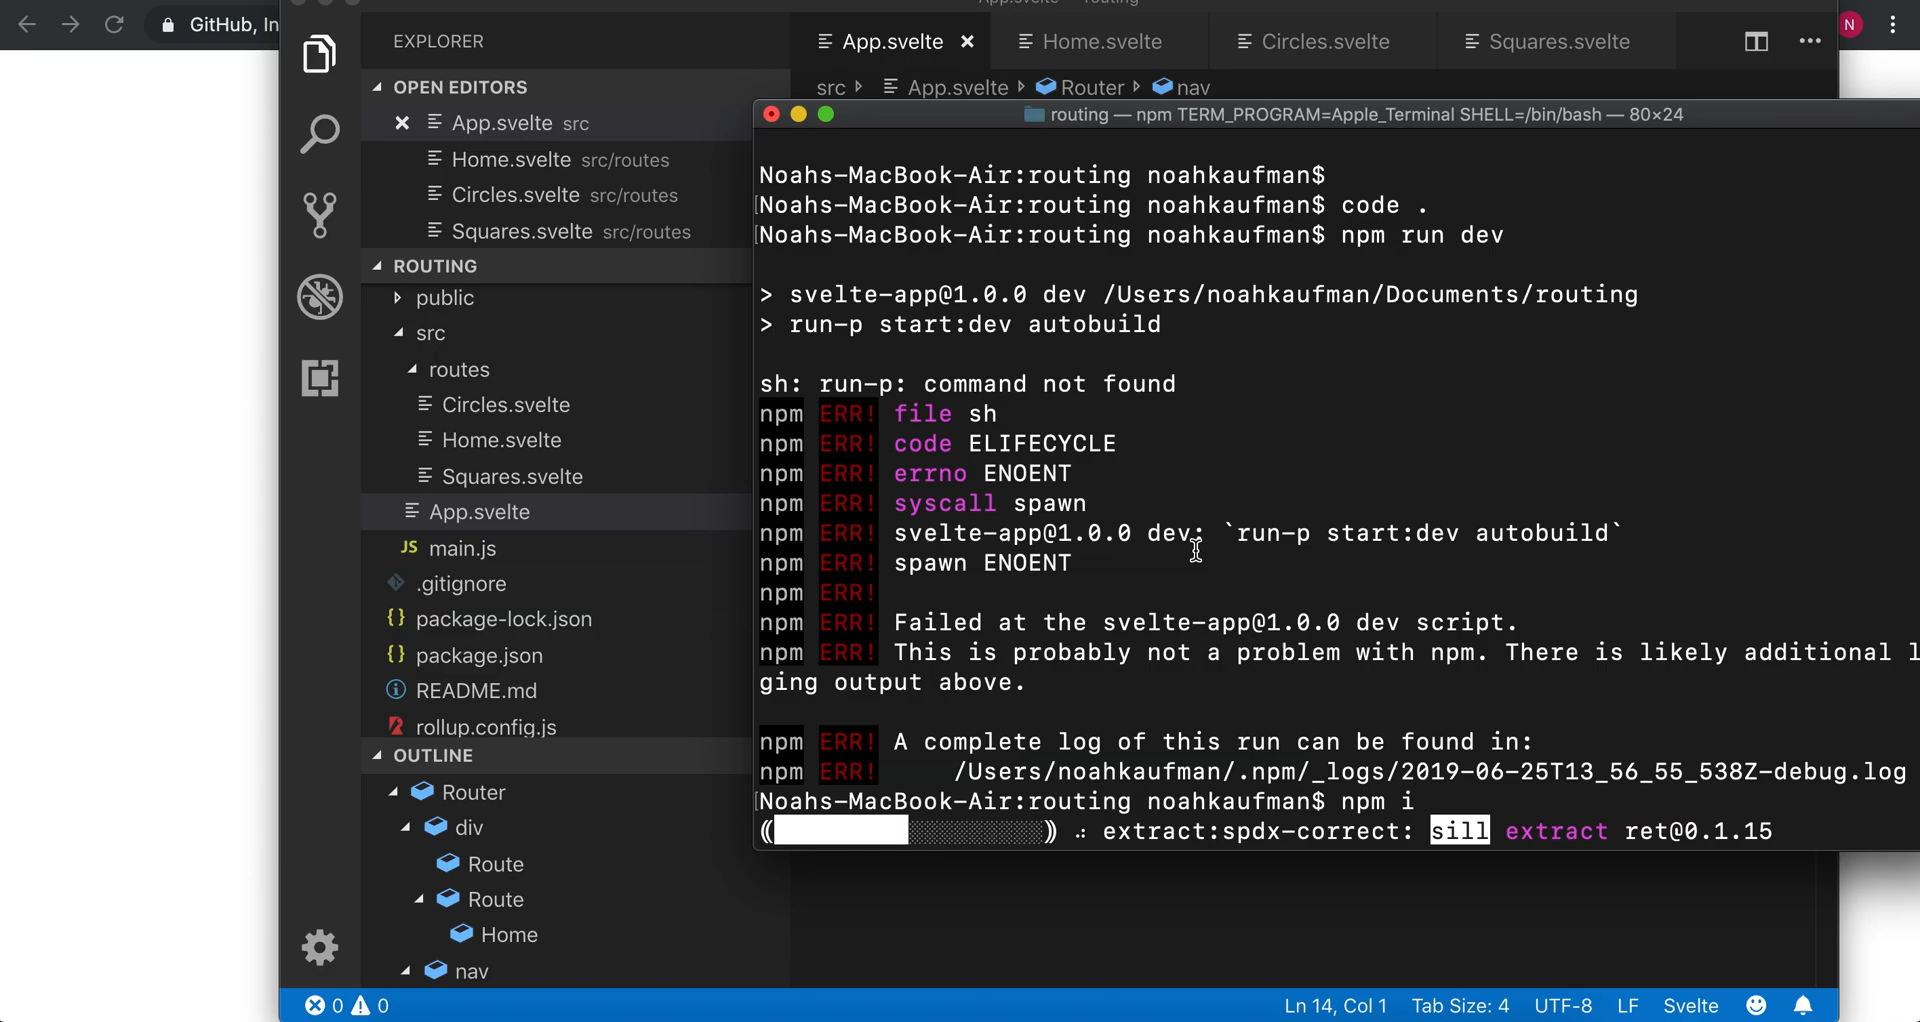 GitHub, In
N
EXPLORER
OPEN EDITORS
App.svelte src
Home.svelte src/routes
Circles.svelte src/routes
Squares.svelte src/routes
ROUTING
public
src
routes
Circles.svelte
Home.svelte
Squares.svelte
App.svelte
JS main.js
.gitignore
{} package-lock.json
{} package.json
README.md
rollup.config.js
OUTLINE
Router
div
Route
Route
Home
nav
App.svelte — routing
App.svelte
Home.svelte
Circles.svelte
Squares.svelte
src App.svelte Router nav
routing — npm TERM_PROGRAM=Apple_Terminal SHELL=/bin/bash — 80×24
Noahs-MacBook-Air:routing noahkaufman$
[Noahs-MacBook-Air:routing noahkaufman$ code .
[Noahs-MacBook-Air:routing noahkaufman$ npm run dev
> svelte-app@1.0.0 dev /Users/noahkaufman/Documents/routing
> run-p start:dev autobuild
sh: run-p: command not found
npm ERR! file sh
npm ERR! code ELIFECYCLE
npm ERR! errno ENOENT
npm ERR! syscall spawn
npm ERR! svelte-app@1.0.0 dev: `run-p start:dev autobuild`
npm ERR! spawn ENOENT
npm ERR!
npm ERR! Failed at the svelte-app@1.0.0 dev script.
npm ERR! This is probably not a problem with npm. There is likely additional l
ging output above.
npm ERR! A complete log of this run can be found in:
npm ERR!     /Users/noahkaufman/.npm/_logs/2019-06-25T13_56_55_538Z-debug.log
[Noahs-MacBook-Air:routing noahkaufman$ npm i
extract:spdx-correct: sill extract ret@0.1.15
0 0
Ln 14, Col 1 Tab Size: 4 UTF-8 LF Svelte